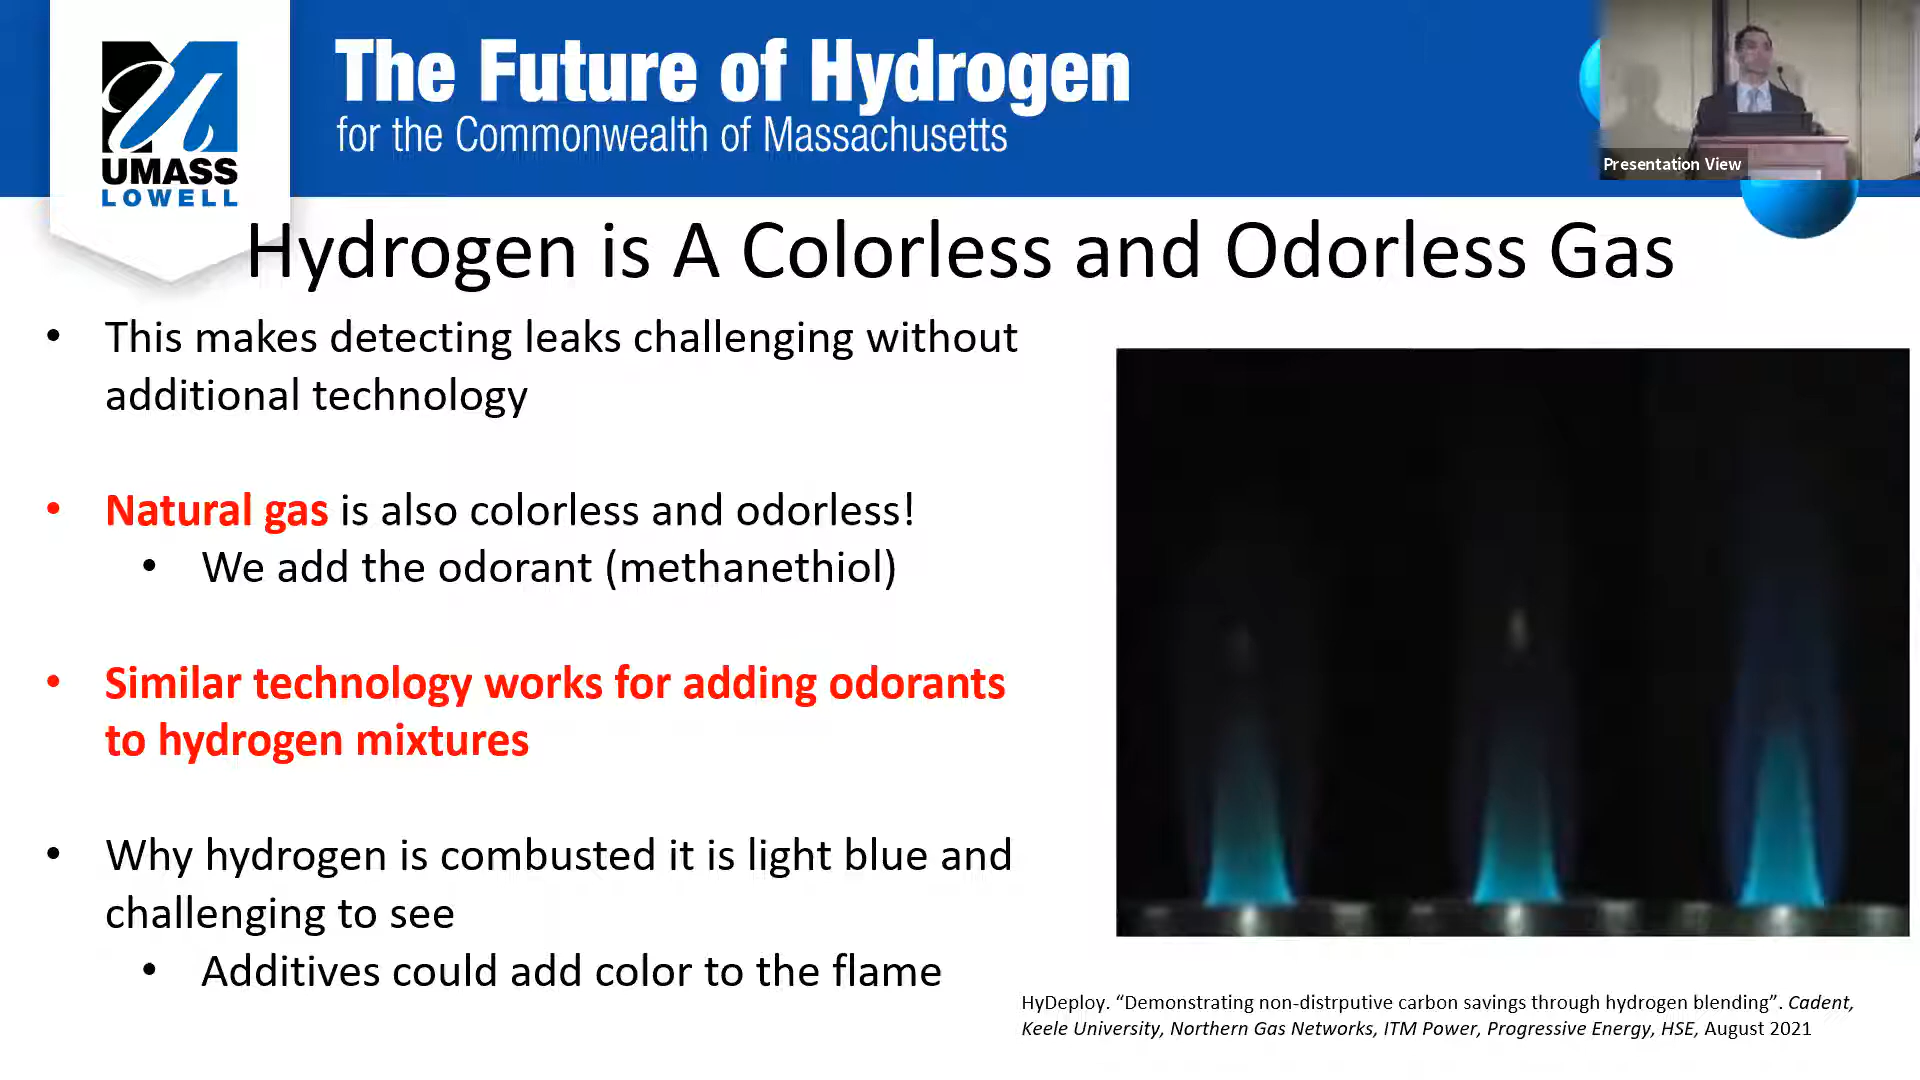 The Future of Hydrogen
for the Commonwealth of Massachusetts
UMASS
LOWELL
Presentation View
Hydrogen is A Colorless and Odorless Gas
• This makes detecting leaks challenging without
additional technology
• Natural gas is also colorless and odorless!
• We add the odorant (methanethiol)
• Similar technology works for adding odorants
to hydrogen mixtures
• Why hydrogen is combusted it is light blue and
challenging to see
• Additives could add color to the flame
HyDeploy. “Demonstrating non-distrputive carbon savings through hydrogen blending”. Cadent,
Keele University, Northern Gas Networks, ITM Power, Progressive Energy, HSE, August 2021